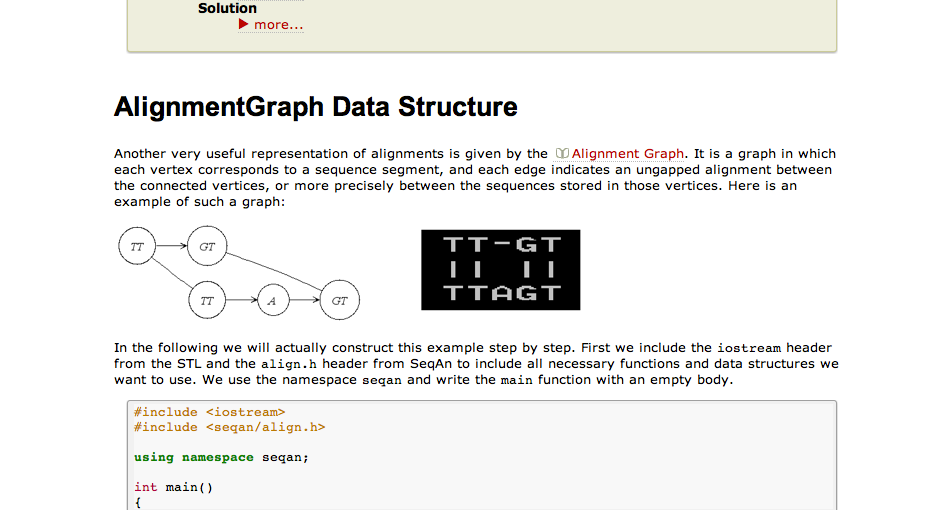 Solution
▶ more...
AlignmentGraph Data Structure
Another very useful representation of alignments is given by the Alignment Graph. It is a graph in which
each vertex corresponds to a sequence segment, and each edge indicates an ungapped alignment between
the connected vertices, or more precisely between the sequences stored in those vertices. Here is an
example of such a graph:
TT GT
TT A GT
TT-GT
|| ||
TTAGT
In the following we will actually construct this example step by step. First we include the iostream header
from the STL and the align.h header from SeqAn to include all necessary functions and data structures we
want to use. We use the namespace seqan and write the main function with an empty body.
#include <iostream>
#include <seqan/align.h>
using namespace seqan;
int main()
{